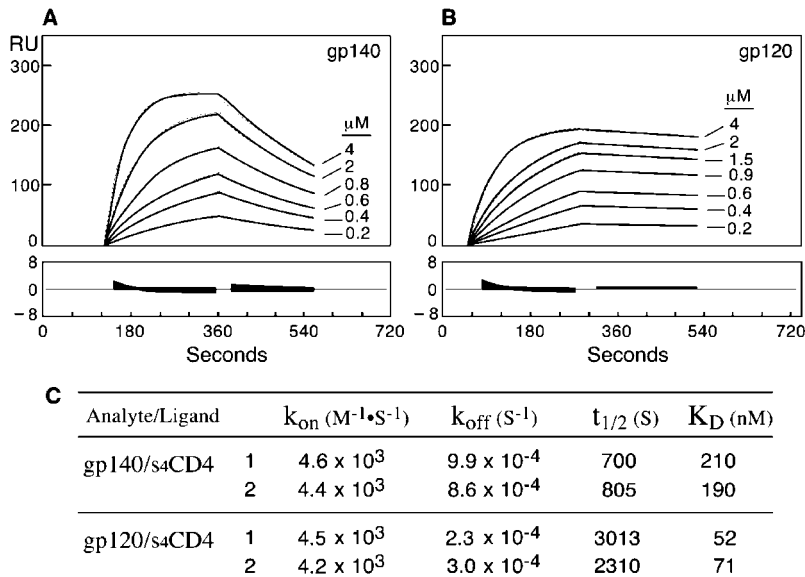 A
RU
gp140
300
200
100
0
μM
4
2
0.8
0.6
0.4
0.2
8
0
– 8
0 180 360 540 720
Seconds
B
gp120
300
200
100
0
μM
4
2
1.5
0.9
0.6
0.4
0.2
8
0
– 8
0 180 360 540 720
Seconds
C
Analyte/Ligand kon (M-1•S-1) koff (S-1) t1/2 (S) KD (nM)
gp140/s4CD4 1 4.6 x 10³ 9.9 x 10-4 700 210
2 4.4 x 10³ 8.6 x 10-4 805 190
gp120/s4CD4 1 4.5 x 10³ 2.3 x 10-4 3013 52
2 4.2 x 10³ 3.0 x 10-4 2310 71